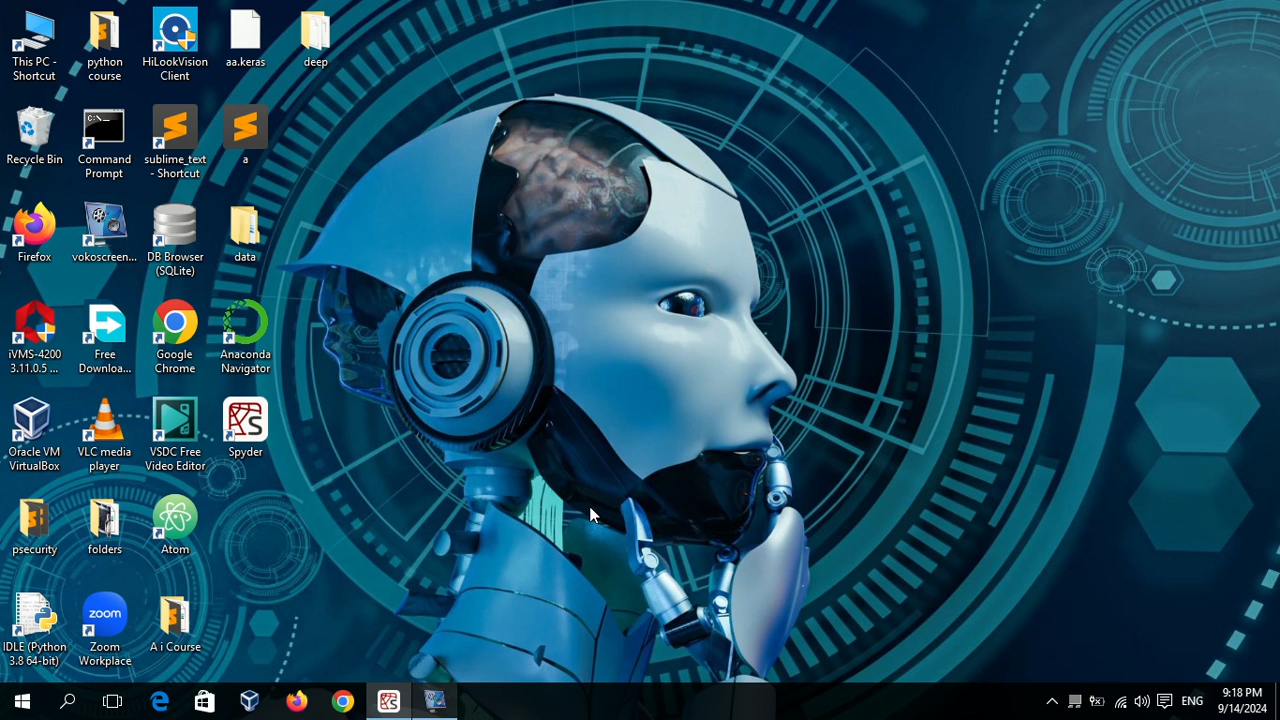 This PC -
Shortcut
python
course
HiLookVision
Client
aa.keras
deep
Recycle Bin
C:\_
Command
Prompt
sublime_text
- Shortcut
a
Firefox
vokoscreen...
DB Browser
(SQLite)
data
iVMS-4200
3.11.0.5 ...
Free
Downloa...
Google
Chrome
Anaconda
Navigator
Oracle VM
VirtualBox
VLC media
player
VSDC Free
Video Editor
Spyder
psecurity
folders
Atom
IDLE (Python
3.8 64-bit)
zoom
Zoom
Workplace
A i Course
ENG
9:18 PM
9/14/2024